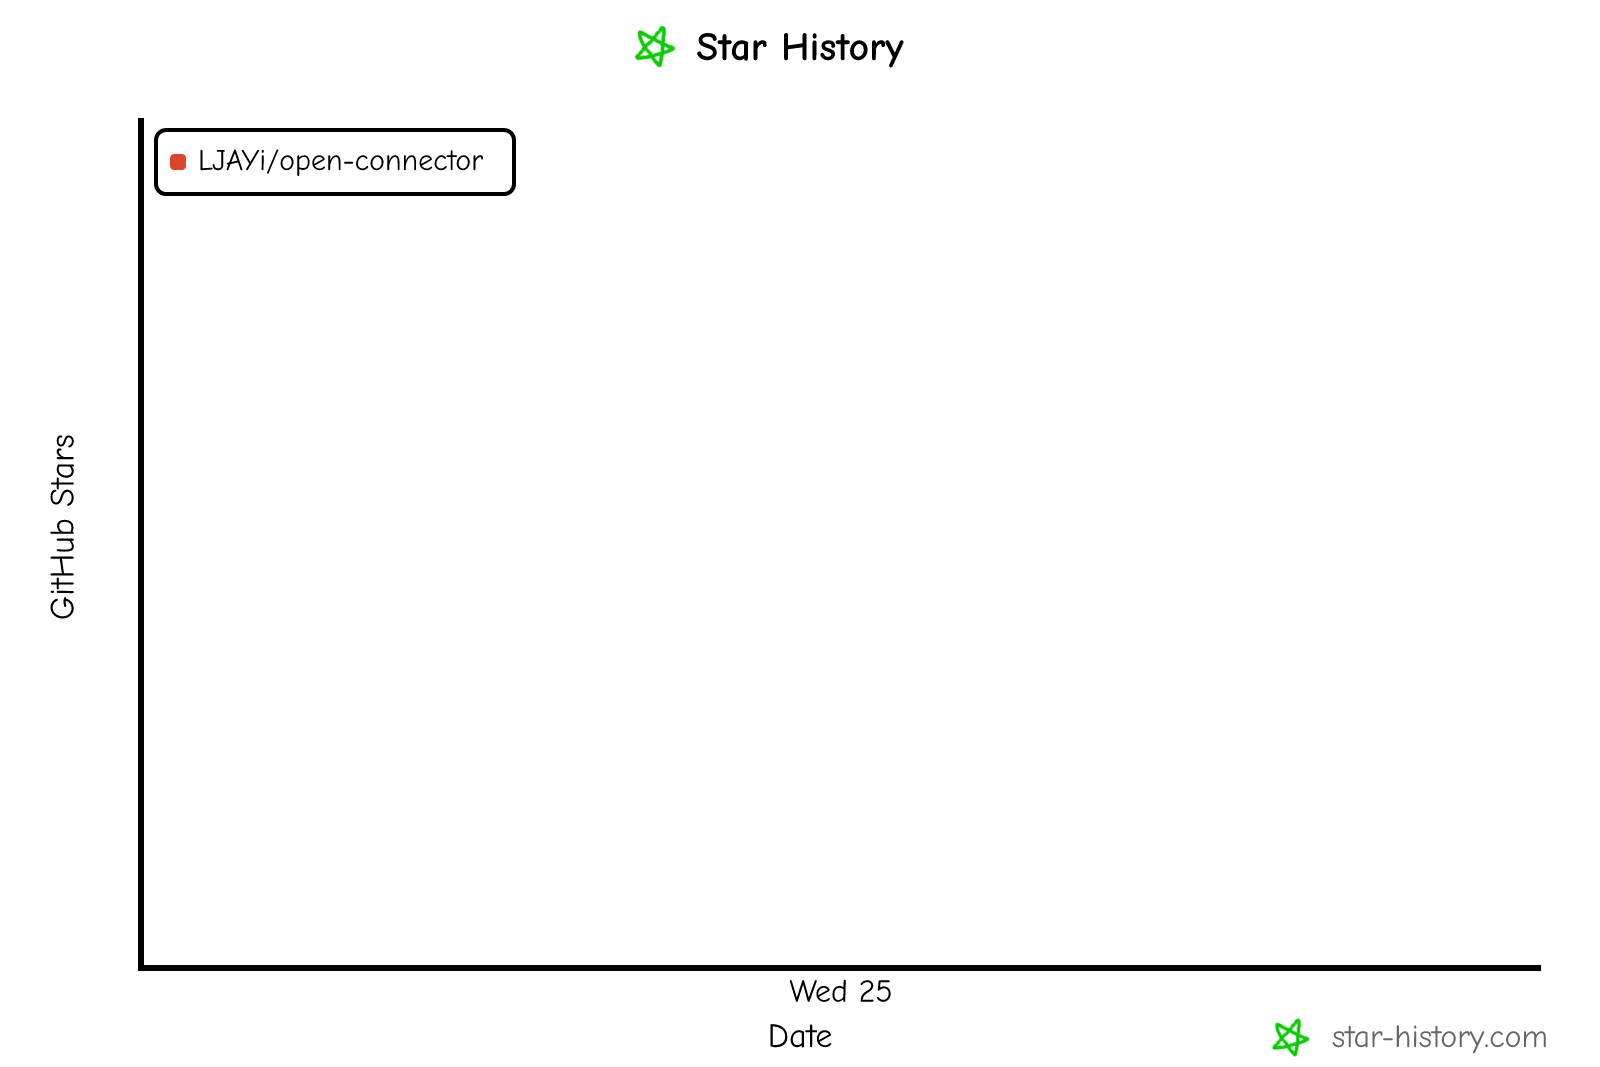 Star History
LJAYi/open-connector
GitHub Stars
Wed 25
Date
star-history.com